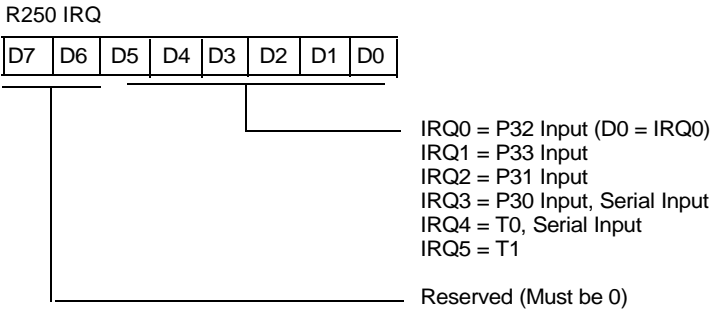 R250 IRQ
D7 D6 D5 D4 D3 D2 D1 D0
IRQ0 = P32 Input (D0 = IRQ0)
IRQ1 = P33 Input
IRQ2 = P31 Input
IRQ3 = P30 Input, Serial Input
IRQ4 = T0, Serial Input
IRQ5 = T1
Reserved (Must be 0)